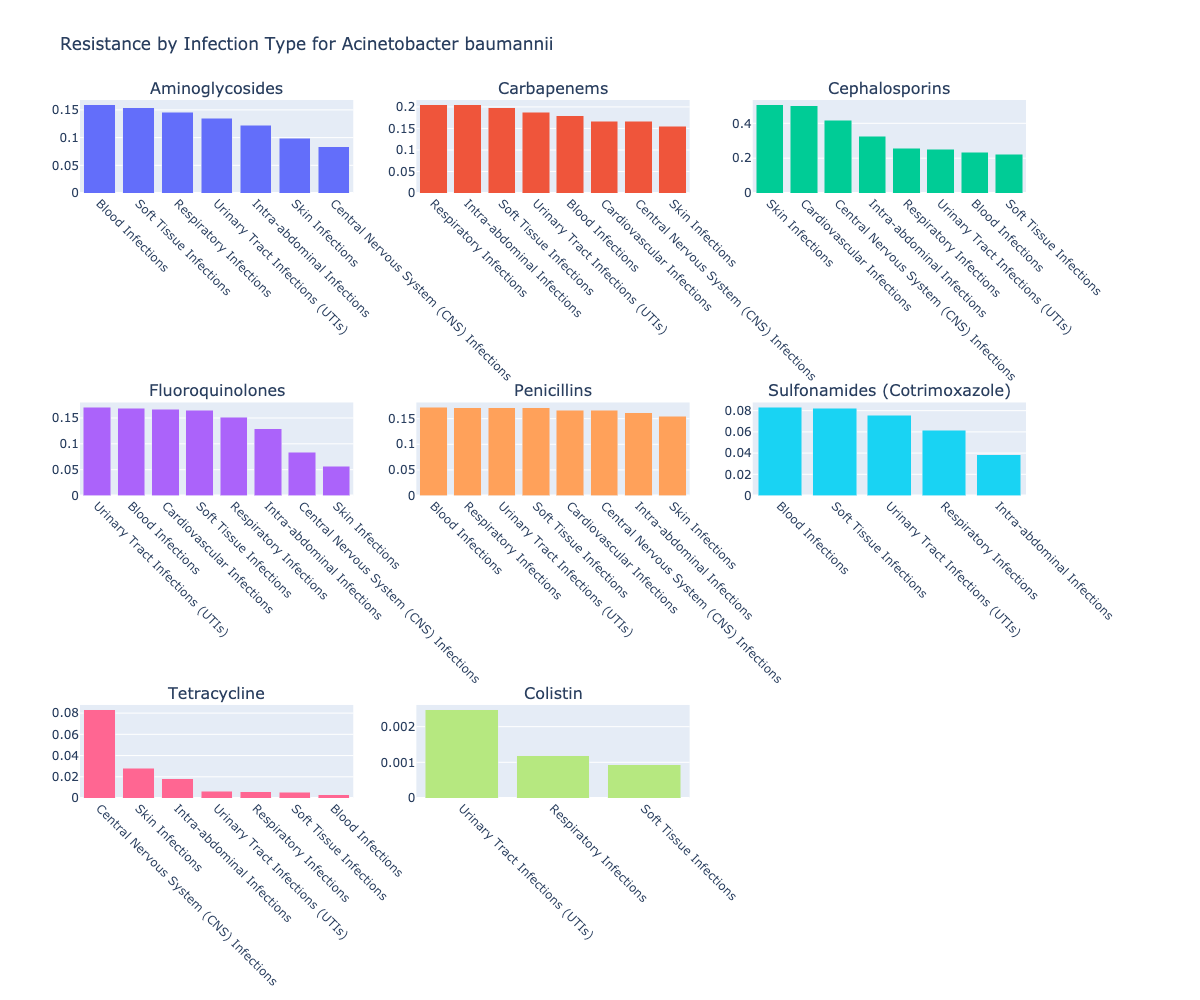 Resistance by Infection Type for Acinetobacter baumannii
Aminoglycosides
0.15
0.1
0.05
0
Blood Infections
Soft Tissue Infections
Respiratory Infections
Urinary Tract Infections (UTIs)
Intra-abdominal Infections
Skin Infections
Central Nervous System (CNS) Infections
Carbapenems
0.2
0.15
0.1
0.05
0
Respiratory Infections
Intra-abdominal Infections
Soft Tissue Infections
Urinary Tract Infections (UTIs)
Blood Infections
Cardiovascular Infections
Central Nervous System (CNS) Infections
Skin Infections
Cephalosporins
0.4
0.2
0
Skin Infections
Cardiovascular Infections
Central Nervous System (CNS) Infections
Intra-abdominal Infections
Respiratory Infections
Urinary Tract Infections (UTIs)
Blood Infections
Soft Tissue Infections
Fluoroquinolones
0.15
0.1
0.05
0
Urinary Tract Infections (UTIs)
Blood Infections
Cardiovascular Infections
Soft Tissue Infections
Respiratory Infections
Intra-abdominal Infections
Central Nervous System (CNS) Infections
Skin Infections
Penicillins
0.15
0.1
0.05
0
Blood Infections
Respiratory Infections
Urinary Tract Infections (UTIs)
Soft Tissue Infections
Cardiovascular Infections
Central Nervous System (CNS) Infections
Intra-abdominal Infections
Skin Infections
Sulfonamides (Cotrimoxazole)
0.08
0.06
0.04
0.02
0
Blood Infections
Soft Tissue Infections
Urinary Tract Infections (UTIs)
Respiratory Infections
Intra-abdominal Infections
Tetracycline
0.08
0.06
0.04
0.02
0
Central Nervous System (CNS) Infections
Skin Infections
Intra-abdominal Infections
Urinary Tract Infections (UTIs)
Respiratory Infections
Soft Tissue Infections
Blood Infections
Colistin
0.002
0.001
0
Urinary Tract Infections (UTIs)
Respiratory Infections
Soft Tissue Infections